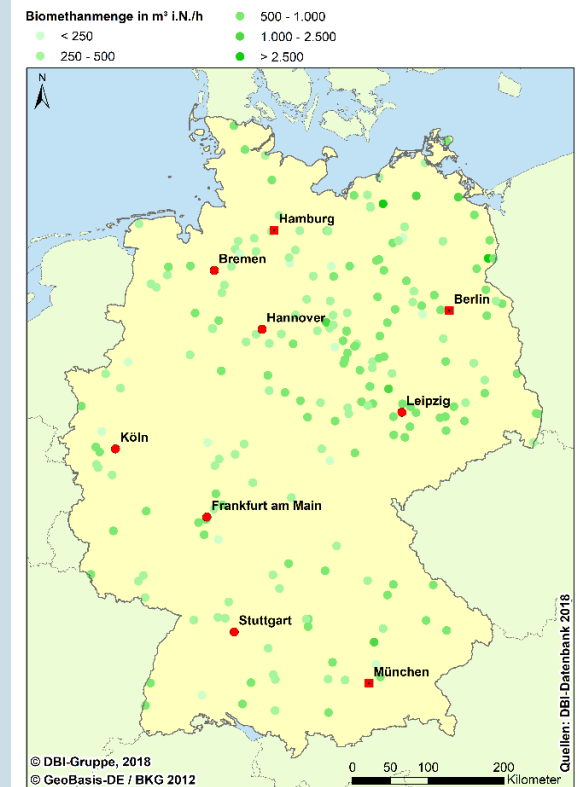 Biomethanmenge in m³ i.N./h
< 250
250 - 500
500 - 1.000
1.000 - 2.500
> 2.500
N
Hamburg
Bremen
Berlin
Hannover
Leipzig
Köln
Frankfurt am Main
Stuttgart
München
Quellen: DBI-Datenbank 2018
© DBI-Gruppe, 2018
© GeoBasis-DE / BKG 2012
0 50 100 200
Kilometer